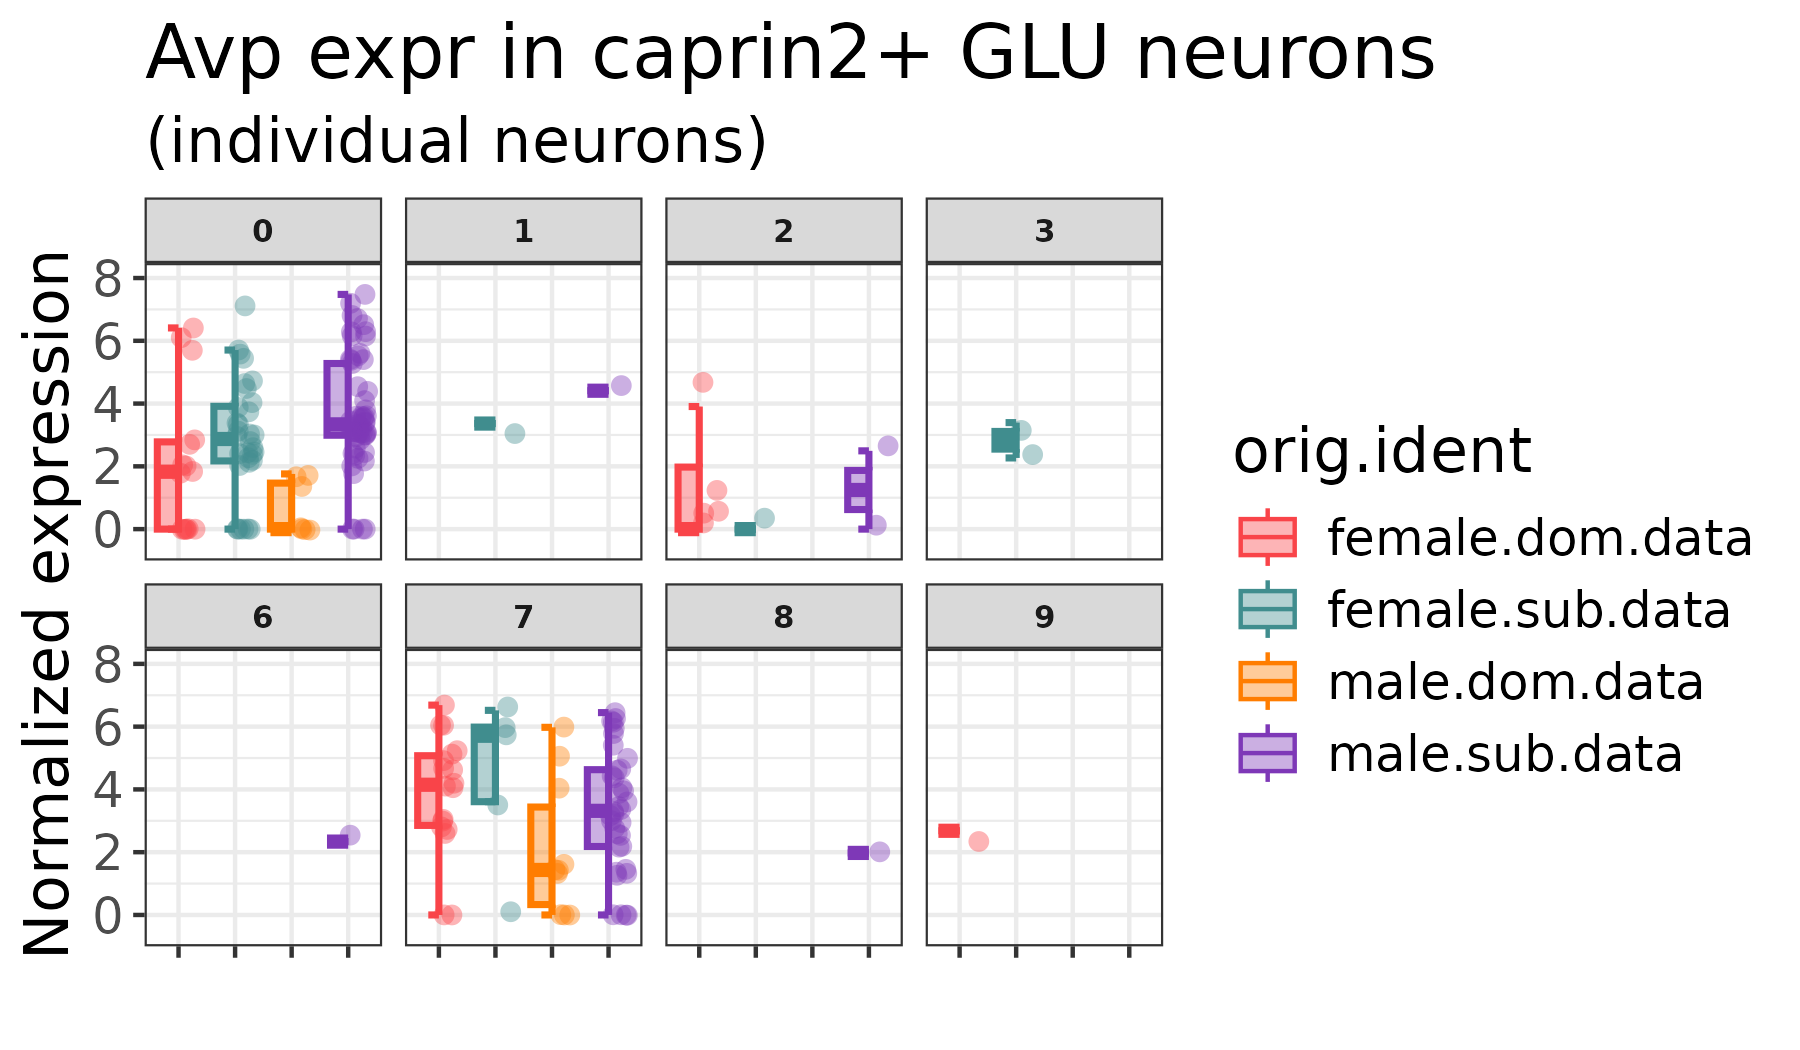 Avp expr in caprin2+ GLU neurons
(individual neurons)
Normalized expression
0
1
2
3
8
6
4
2
0
6
7
8
9
8
6
4
2
0
orig.ident
female.dom.data
female.sub.data
male.dom.data
male.sub.data